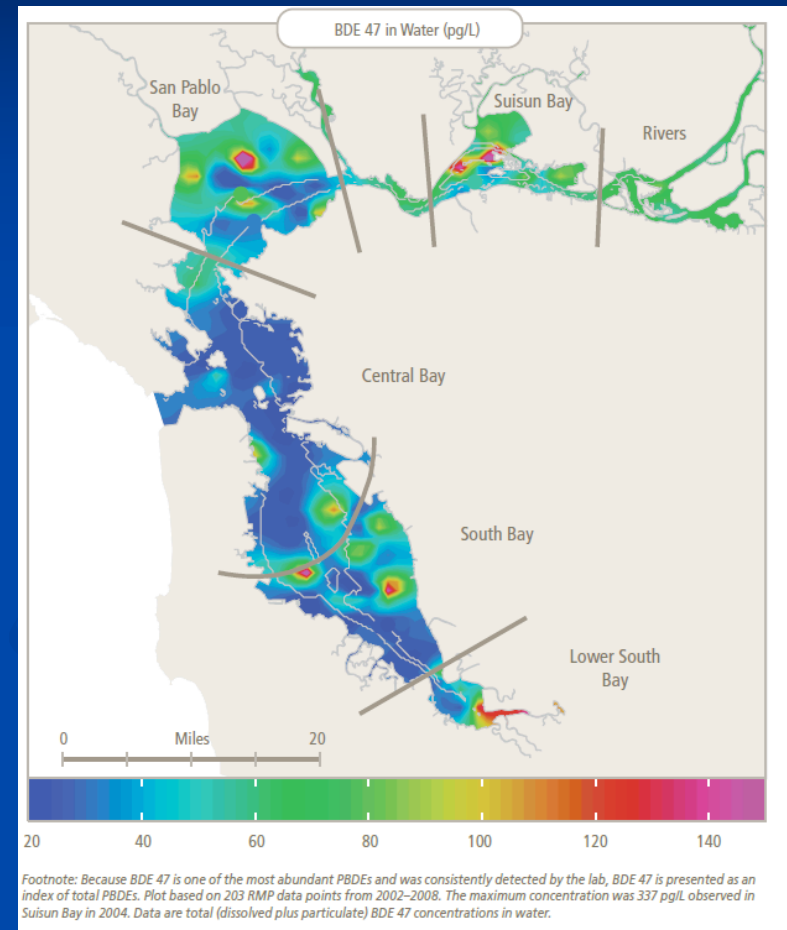 BDE 47 in Water (pg/L)
San Pablo
Bay
Suisun Bay
Rivers
Central Bay
South Bay
Lower South
Bay
0 Miles 20
20 40 60 80 100 120 140
Footnote: Because BDE 47 is one of the most abundant PBDEs and was consistently detected by the lab, BDE 47 is presented as an
index of total PBDEs. Plot based on 203 RMP data points from 2002–2008. The maximum concentration was 337 pg/L observed in
Suisun Bay in 2004. Data are total (dissolved plus particulate) BDE 47 concentrations in water.